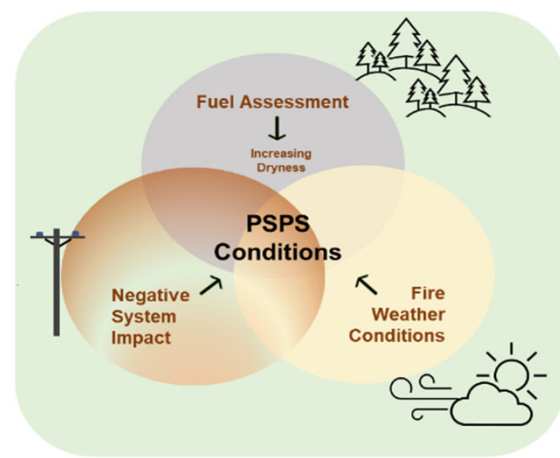 Fuel Assessment
Increasing
Dryness
PSPS
Conditions
Negative
System
Impact
Fire
Weather
Conditions